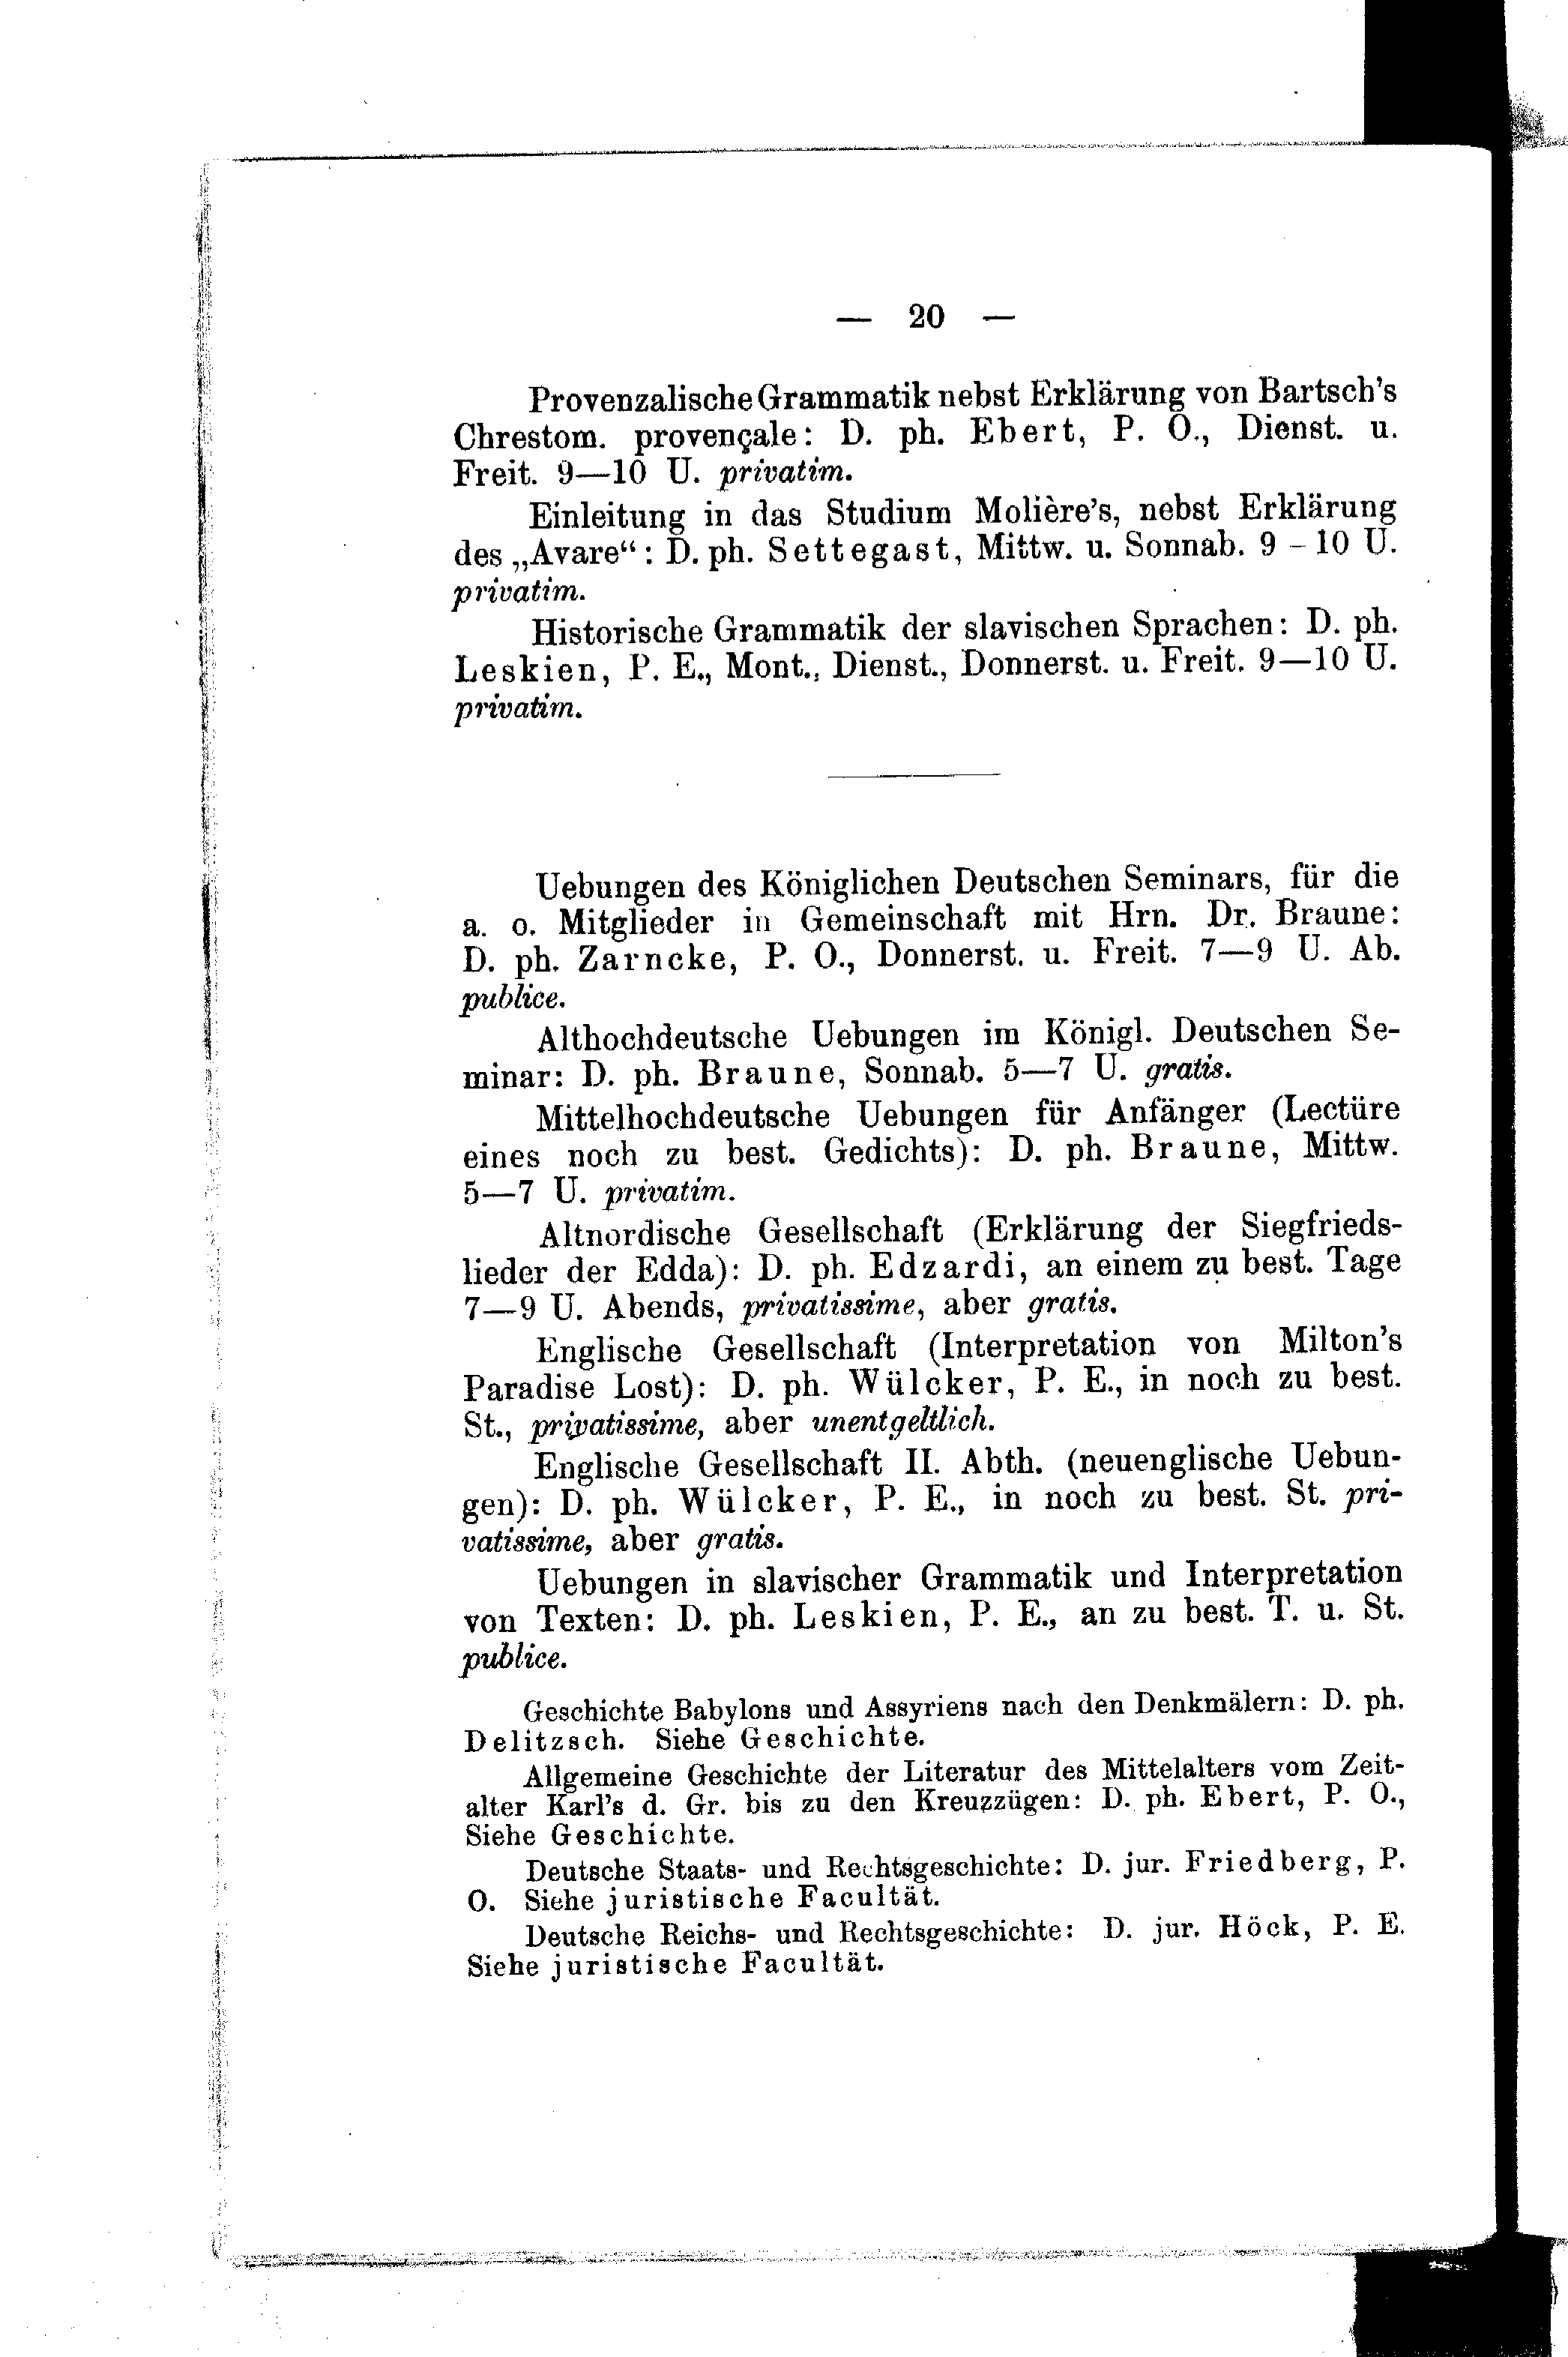 — 20 —
Provenzalische Grammatik nebst Erklärung von Bartsch's
Chrestom. provençale: D. ph. Ebert, P. O., Dienst. u.
Freit. 9—10 U. privatim.
Einleitung in das Studium Molière's, nebst Erklärung
des „Avare“: D. ph. Settegast, Mittw. u. Sonnab. 9–10 U.
privatim.
Historische Grammatik der slavischen Sprachen: D. ph.
Leskien, P. E., Mont., Dienst., Donnerst. u. Freit. 9—10 U.
privatim.
Uebungen des Königlichen Deutschen Seminars, für die
a. o. Mitglieder in Gemeinschaft mit Hrn. Dr. Braune:
D. ph. Zarncke, P. O., Donnerst. u. Freit. 7—9 U. Ab.
publice.
Althochdeutsche Uebungen im Königl. Deutschen Se-
minar: D. ph. Braune, Sonnab. 5—7 U. gratis.
Mittelhochdeutsche Uebungen für Anfänger (Lectüre
eines noch zu best. Gedichts): D. ph. Braune, Mittw.
5—7 U. privatim.
Altnordische Gesellschaft (Erklärung der Siegfrieds-
lieder der Edda): D. ph. Edzardi, an einem zu best. Tage
7—9 U. Abends, privatissime, aber gratis.
Englische Gesellschaft (Interpretation von Milton's
Paradise Lost): D. ph. Wülcker, P. E., in noch zu best.
St., privatissime, aber unentgeltlich.
Englische Gesellschaft II. Abth. (neuenglische Uebun-
gen): D. ph. Wülcker, P. E., in noch zu best. St. pri-
vatissime, aber gratis.
Uebungen in slavischer Grammatik und Interpretation
von Texten: D. ph. Leskien, P. E., an zu best. T. u. St.
publice.
Geschichte Babylons und Assyriens nach den Denkmälern: D. ph.
Delitzsch. Siehe Geschichte.
Allgemeine Geschichte der Literatur des Mittelalters vom Zeit-
alter Karl's d. Gr. bis zu den Kreuzzügen: D. ph. Ebert, P. O.,
Siehe Geschichte.
Deutsche Staats- und Rechtsgeschichte: D. jur. Friedberg, P.
O. Siehe juristische Facultät.
Deutsche Reichs- und Rechtsgeschichte: D. jur. Höck, P. E.
Siehe juristische Facultät.